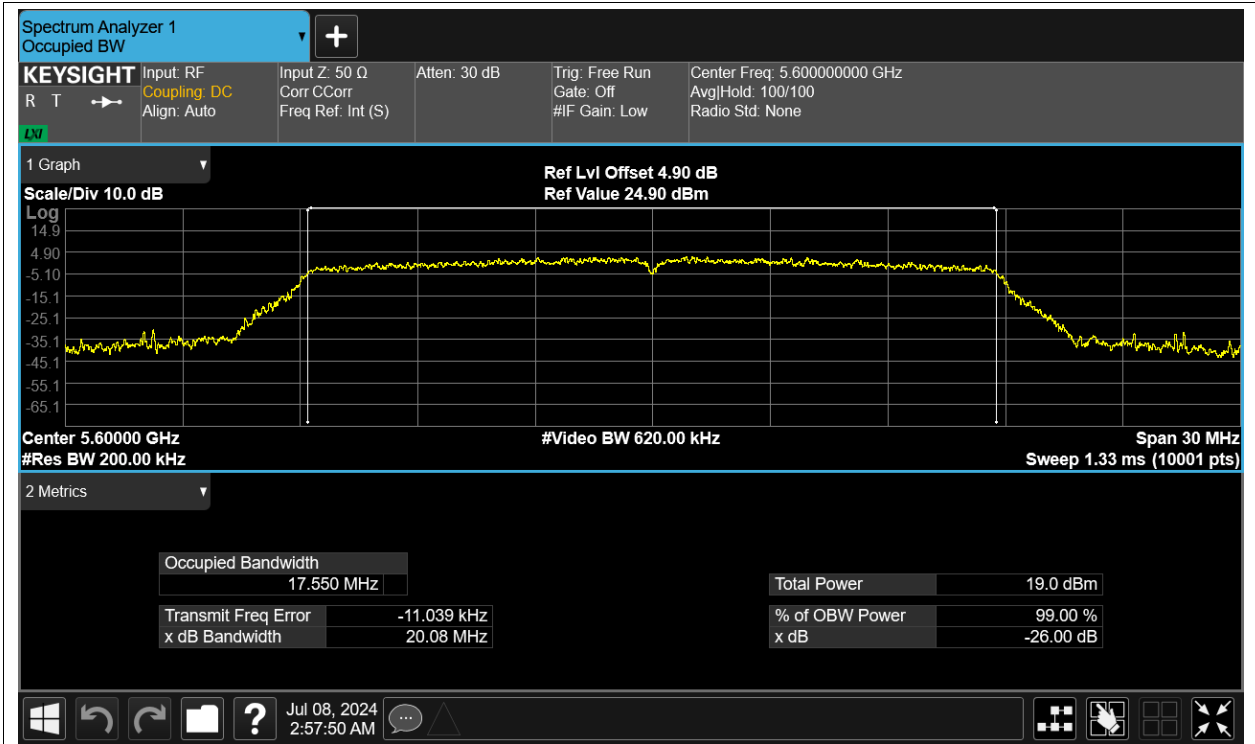 Spectrum Analyzer 1
Occupied BW
KEYSIGHT
R T
LXI
Input: RF
Coupling: DC
Align: Auto
Input Z: 50 Ω
Corr CCorr
Freq Ref: Int (S)
Atten: 30 dB
Trig: Free Run
Gate: Off
#IF Gain: Low
Center Freq: 5.600000000 GHz
Avg|Hold: 100/100
Radio Std: None
1 Graph
Ref Lvl Offset 4.90 dB
Scale/Div 10.0 dB
Ref Value 24.90 dBm
Log
14.9
4.90
-5.10
-15.1
-25.1
-35.1
-45.1
-55.1
-65.1
Center 5.60000 GHz
#Video BW 620.00 kHz
Span 30 MHz
#Res BW 200.00 kHz
Sweep 1.33 ms (10001 pts)
2 Metrics
Occupied Bandwidth
17.550 MHz
Total Power 19.0 dBm
Transmit Freq Error -11.039 kHz
% of OBW Power 99.00 %
x dB Bandwidth 20.08 MHz
x dB -26.00 dB
Jul 08, 2024
2:57:50 AM